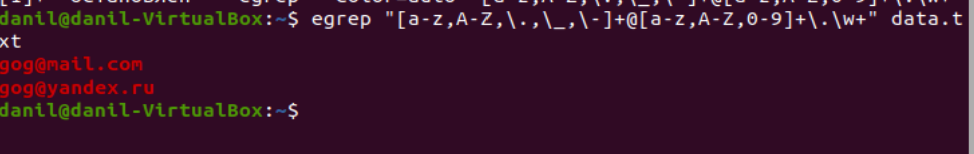 danil@danil-VirtualBox:~$ egrep "[a-z,A-Z,\.,\_,\-]+@[a-z,A-Z,0-9]+\.\w+" data.t
xt
gog@mail.com
gog@yandex.ru
danil@danil-VirtualBox:~$